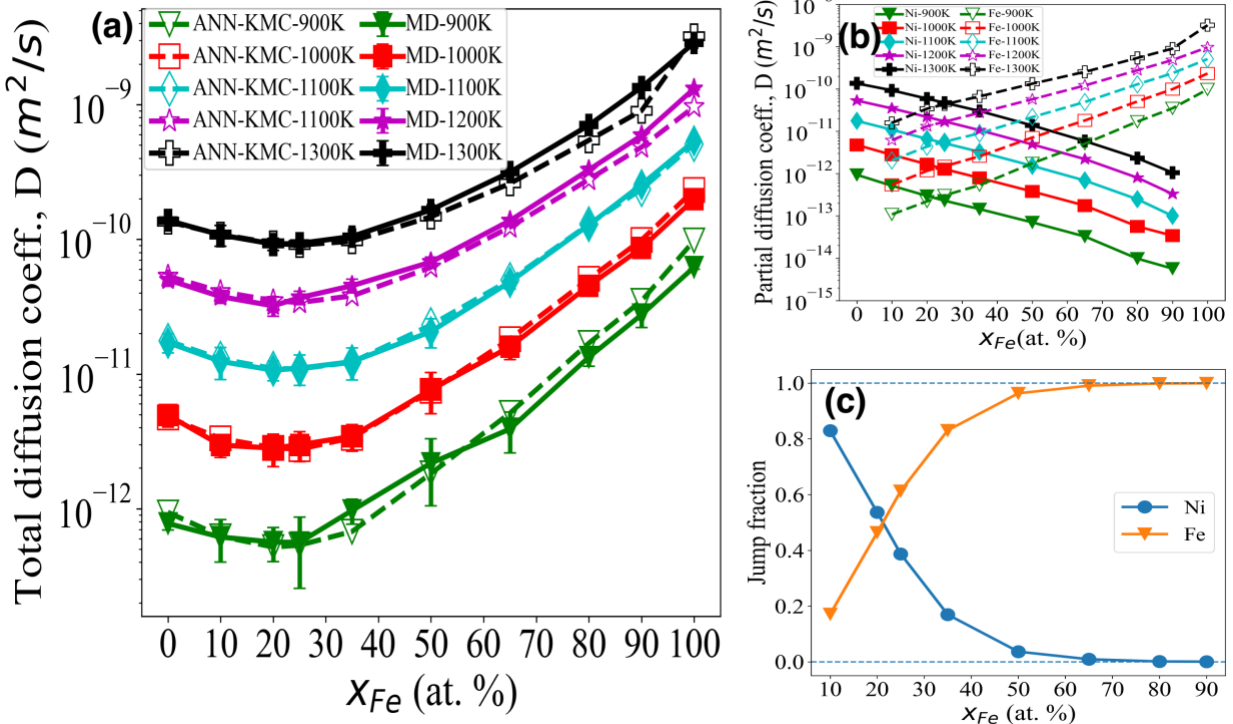 (a)
ANN-KMC-900K MD-900K
ANN-KMC-1000K MD-1000K
ANN-KMC-1100K MD-1100K
ANN-KMC-1100K MD-1200K
ANN-KMC-1300K MD-1300K
Total diffusion coeff., D (m²/s)
10⁻⁹
10⁻¹⁰
10⁻¹¹
10⁻¹²
0 10 20 30 40 50 60 70 80 90 100
x_Fe (at. %)
(b)
Ni-900K Fe-900K
Ni-1000K Fe-1000K
Ni-1100K Fe-1100K
Ni-1200K Fe-1200K
Ni-1300K Fe-1300K
Partial diffusion coeff., D (m²/s)
10⁻⁸
10⁻⁹
10⁻¹⁰
10⁻¹¹
10⁻¹²
10⁻¹³
10⁻¹⁴
10⁻¹⁵
0 10 20 30 40 50 60 70 80 90 100
x_Fe(at. %)
(c)
Ni
Fe
Jump fraction
1.0
0.8
0.6
0.4
0.2
0.0
10 20 30 40 50 60 70 80 90
x_Fe (at. %)